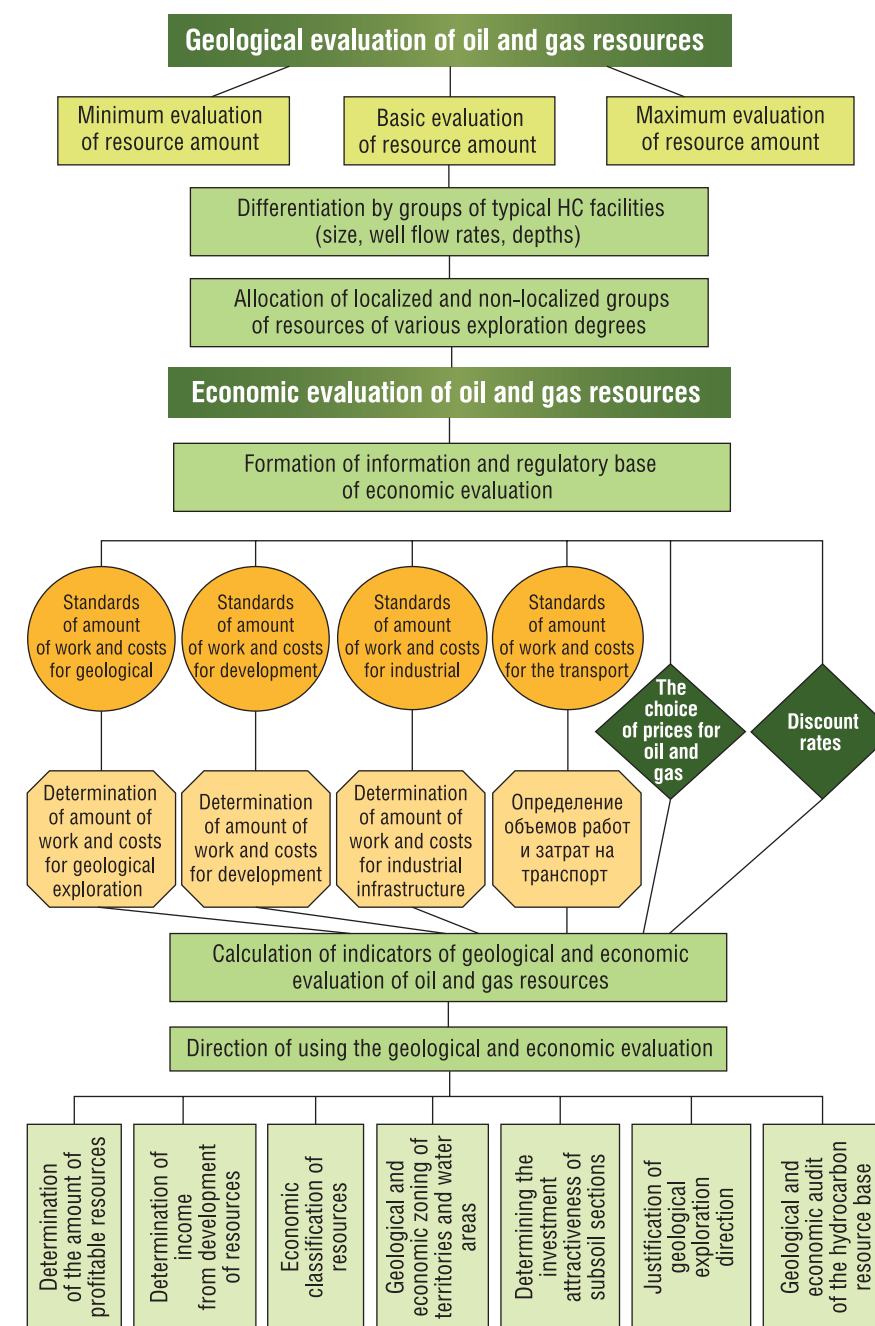 Geological evaluation of oil and gas resources
Minimum evaluation
of resource amount
Basic evaluation
of resource amount
Maximum evaluation
of resource amount
Differentiation by groups of typical HC facilities
(size, well flow rates, depths)
Allocation of localized and non-localized groups
of resources of various exploration degrees
Economic evaluation of oil and gas resources
Formation of information and regulatory base
of economic evaluation
Standards
of amount
of work and costs
for geological
Standards
of amount
of work and costs
for development
Standards
of amount
of work and costs
for industrial
Standards
of amount
of work and costs
for the transport
The
choice
of prices for
oil and
gas
Discount
rates
Determination
of amount of
work and costs
for geological
exploration
Determination
of amount of
work and costs
for development
Determination
of amount of
work and costs
for industrial
infrastructure
Определение
объемов работ
и затрат на
транспорт
Calculation of indicators of geological and economic
evaluation of oil and gas resources
Direction of using the geological and economic evaluation
Determination
of the amount of
profitable resources
Determination of
income
from development
of resources
Economic
classification of
resources
Geological and
economic zoning of
territories and water
areas
Determining the
investment
attractiveness of
subsoil sections
Justification of
geological
exploration
direction
Geological and
economic audit
of the hydrocarbon
resource base